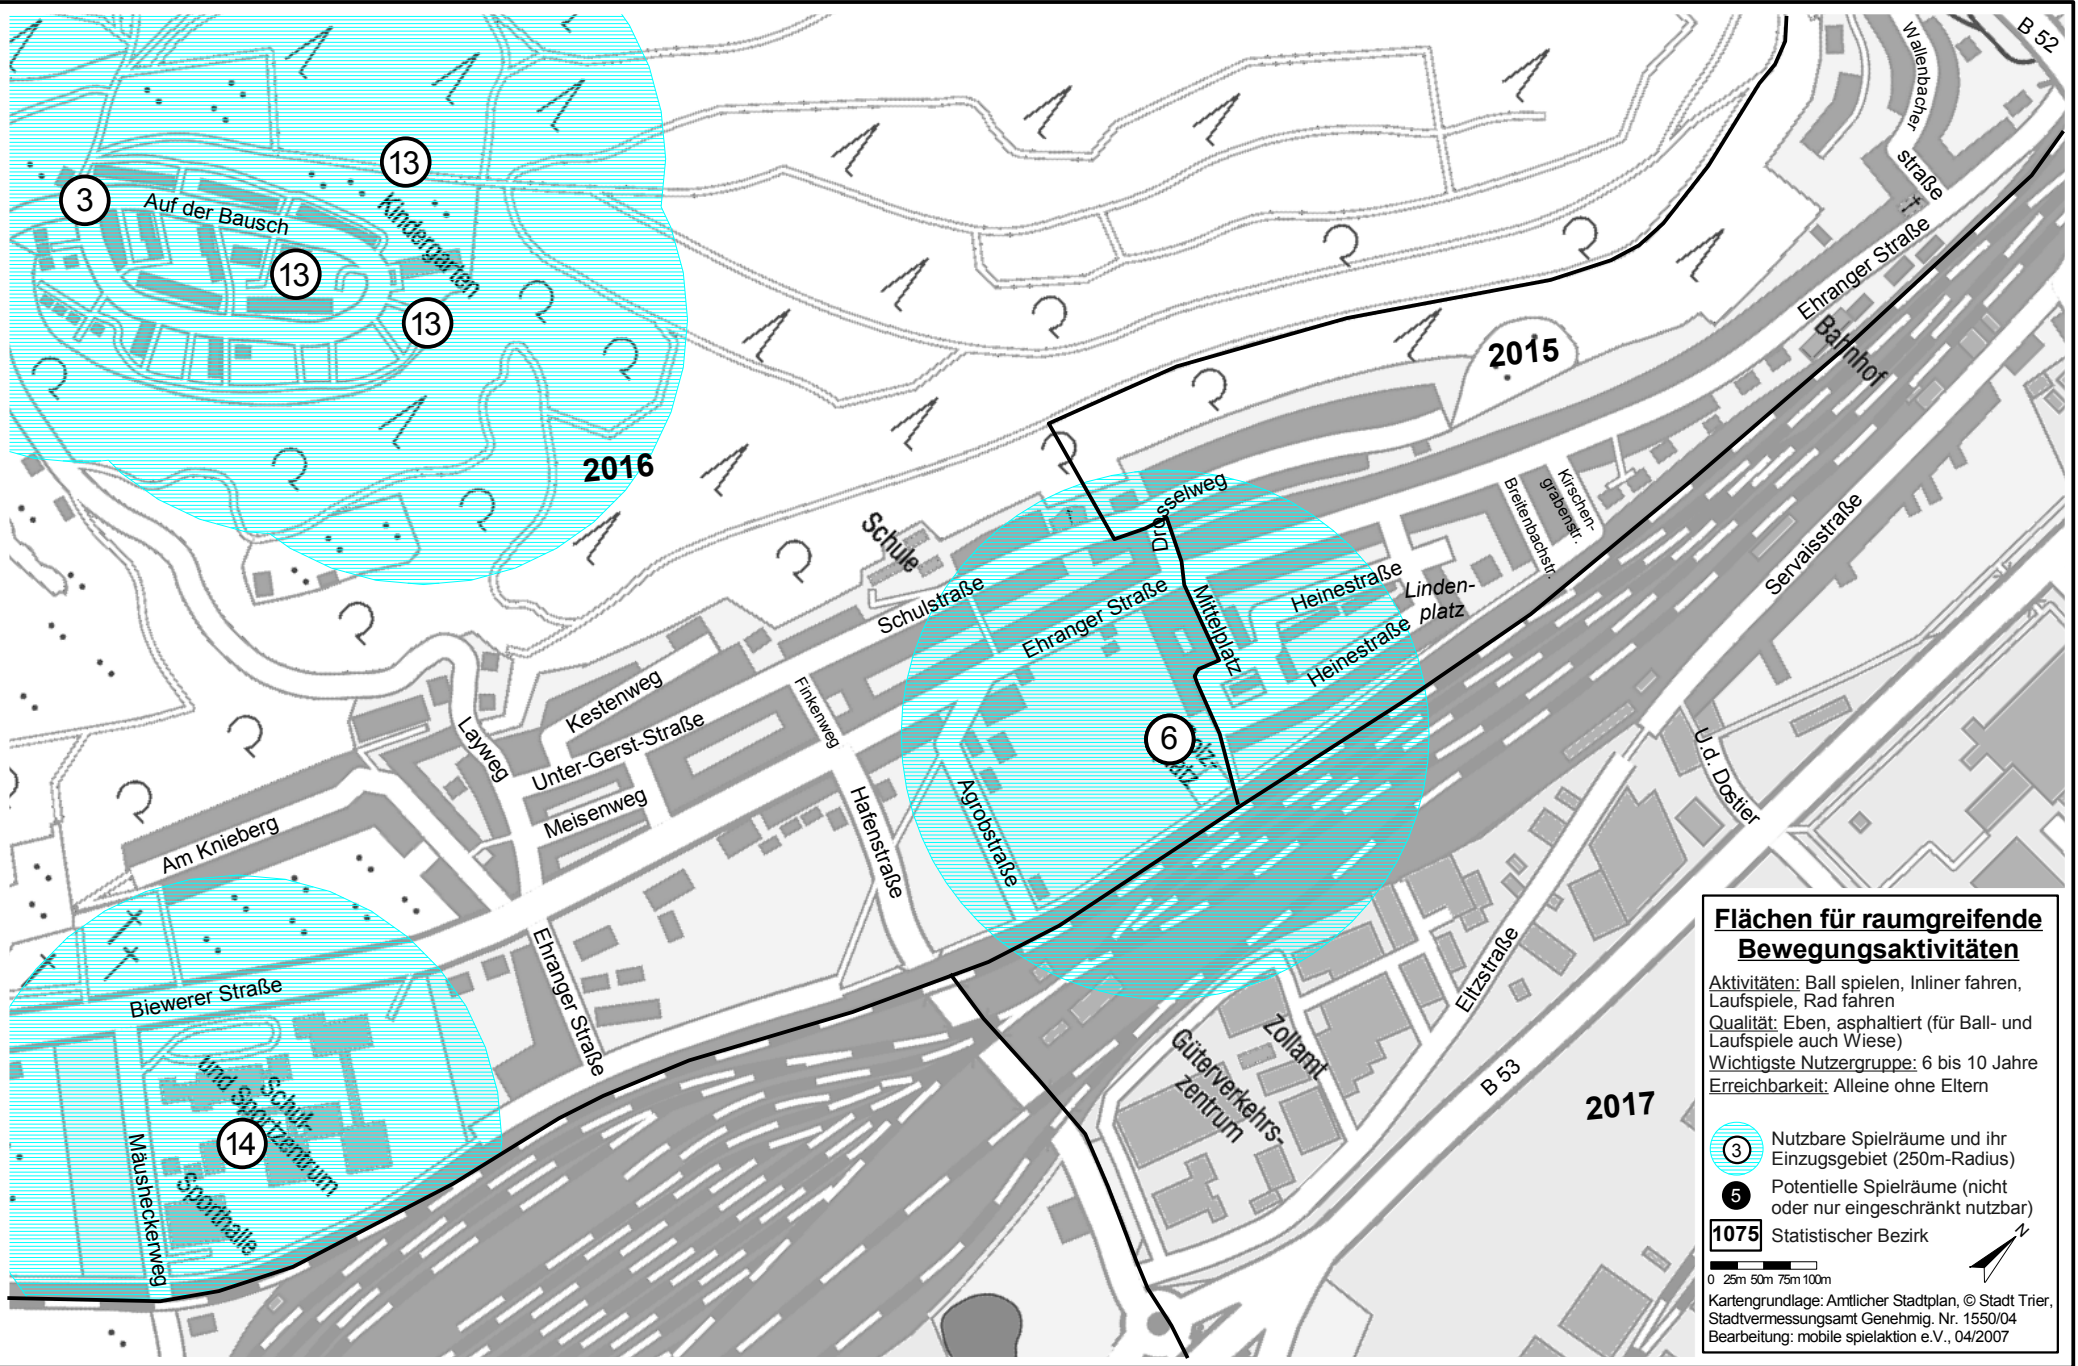 B 52
Wallenbacher
straße
13
3
Auf der Bausch
Kindergarten
13
13
Ehranger Straße
Bahnhof
2015
2016
Drosselweg
Schule
Schulstraße
Ehranger Straße
Mittelplatz
Heinestraße
Linden-
platz
Heinestraße
Breitenbachstr.
Kirschen-
grabenstr.
Servaisstraße
Kestenweg
Unter-Gerst-Straße
Meisenweg
Layweg
Finkenweg
Hafenstraße
Agrobstraße
6
Am Knieberg
U.d. Dostier
Biewerer Straße
Ehranger Straße
Schul-
und Sportzentrum
14
Sporthalle
Mäusheckerweg
Güterverkehrs-
zentrum
Zollamt
Eltzstraße
B 53
2017
Flächen für raumgreifende
Bewegungsaktivitäten
Aktivitäten: Ball spielen, Inliner fahren,
Laufspiele, Rad fahren
Qualität: Eben, asphaltiert (für Ball- und
Laufspiele auch Wiese)
Wichtigste Nutzergruppe: 6 bis 10 Jahre
Erreichbarkeit: Alleine ohne Eltern
3
Nutzbare Spielräume und ihr
Einzugsgebiet (250m-Radius)
5
Potentielle Spielräume (nicht
oder nur eingeschränkt nutzbar)
1075
Statistischer Bezirk
N
0 25m 50m 75m 100m
Kartengrundlage: Amtlicher Stadtplan, © Stadt Trier,
Stadtvermessungsamt Genehmig. Nr. 1550/04
Bearbeitung: mobile spielaktion e.V., 04/2007